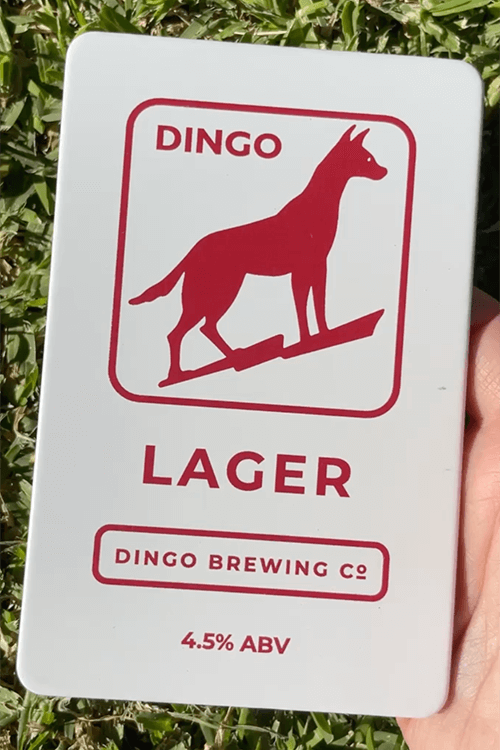 DINGO
LAGER
DINGO BREWING Cº
4.5% ABV